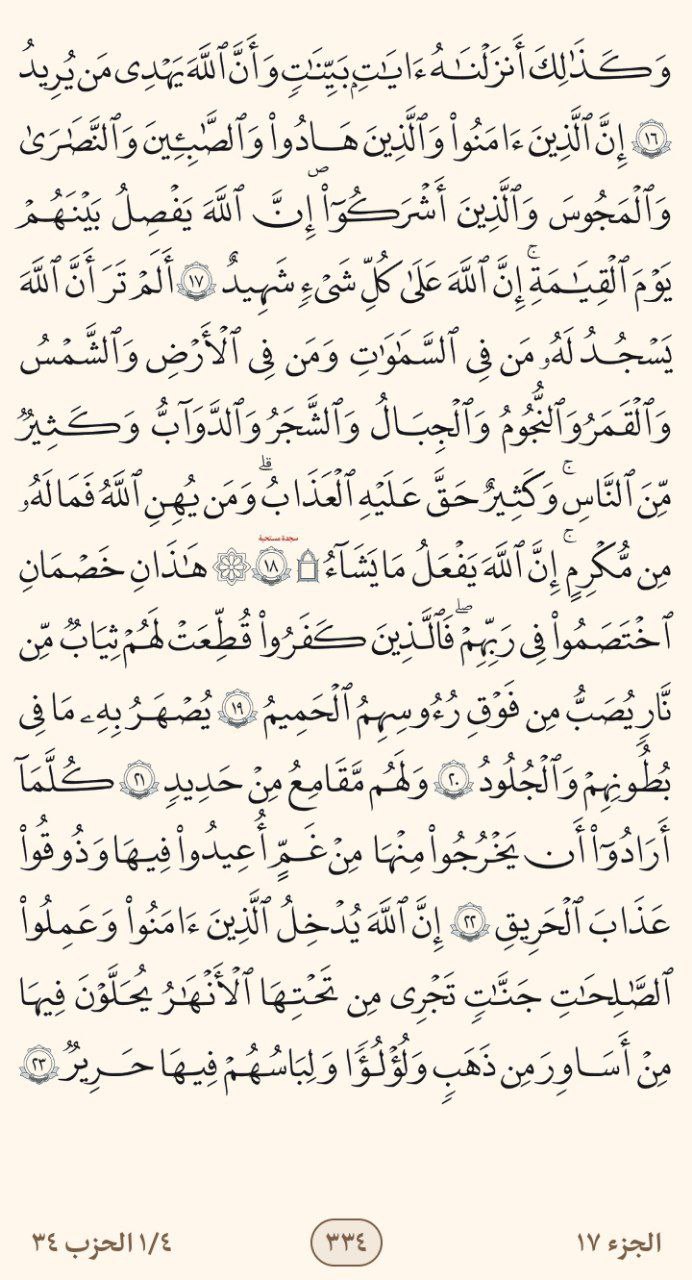 وَكَذَٰلِكَ أَنزَلۡنَٰهُ ءَايَٰتِۭ بَيِّنَٰتٖ وَأَنَّ ٱللَّهَ يَهۡدِي مَن يُرِيدُ
١٦ إِنَّ ٱلَّذِينَ ءَامَنُواْ وَٱلَّذِينَ هَادُواْ وَٱلصَّٰبِـِٔينَ وَٱلنَّصَٰرَىٰ
وَٱلۡمَجُوسَ وَٱلَّذِينَ أَشۡرَكُوٓاْ إِنَّ ٱللَّهَ يَفۡصِلُ بَيۡنَهُمۡ
يَوۡمَ ٱلۡقِيَٰمَةِۚ إِنَّ ٱللَّهَ عَلَىٰ كُلِّ شَيۡءٖ شَهِيدٌ ١٧ أَلَمۡ تَرَ أَنَّ ٱللَّهَ
يَسۡجُدُۤ لَهُۥۤ مَن فِي ٱلسَّمَٰوَٰتِ وَمَن فِي ٱلۡأَرۡضِ وَٱلشَّمۡسُ
وَٱلۡقَمَرُ وَٱلنُّجُومُ وَٱلۡجِبَالُ وَٱلشَّجَرُ وَٱلدَّوَآبُّ وَكَثِيرٞ
مِّنَ ٱلنَّاسِۚ وَكَثِيرٌ حَقَّ عَلَيۡهِ ٱلۡعَذَابُۗ وَمَن يُهِنِ ٱللَّهُ فَمَا لَهُۥ
مِن مُّكۡرِمٍۚ إِنَّ ٱللَّهَ يَفۡعَلُ مَا يَشَآءُ۩ ١٨ سجدة مستحبة ۞ هَٰذَانِ خَصۡمَانِ
ٱخۡتَصَمُواْ فِي رَبِّهِمۡۖ فَٱلَّذِينَ كَفَرُواْ قُطِّعَتۡ لَهُمۡ ثِيَابٞ مِّن
نَّارٖ يُصَبُّ مِن فَوۡقِ رُءُوسِهِمُ ٱلۡحَمِيمُ ١٩ يُصۡهَرُ بِهِۦ مَا فِي
بُطُونِهِمۡ وَٱلۡجُلُودُ ٢٠ وَلَهُم مَّقَٰمِعُ مِنۡ حَدِيدٖ ٢١ كُلَّمَآ
أَرَادُوٓاْ أَن يَخۡرُجُواْ مِنۡهَا مِنۡ غَمٍّ أُعِيدُواْ فِيهَا وَذُوقُواْ
عَذَابَ ٱلۡحَرِيقِ ٢٢ إِنَّ ٱللَّهَ يُدۡخِلُ ٱلَّذِينَ ءَامَنُواْ وَعَمِلُواْ
ٱلصَّٰلِحَٰتِ جَنَّٰتٖ تَجۡرِي مِن تَحۡتِهَا ٱلۡأَنۡهَٰرُ يُحَلَّوۡنَ فِيهَا
مِنۡ أَسَاوِرَ مِن ذَهَبٖ وَلُؤۡلُؤٗاۖ وَلِبَاسُهُمۡ فِيهَا حَرِيرٞ ٢٣
الجزء ١٧ ٣٣٤ ١/٤ الحزب ٣٤